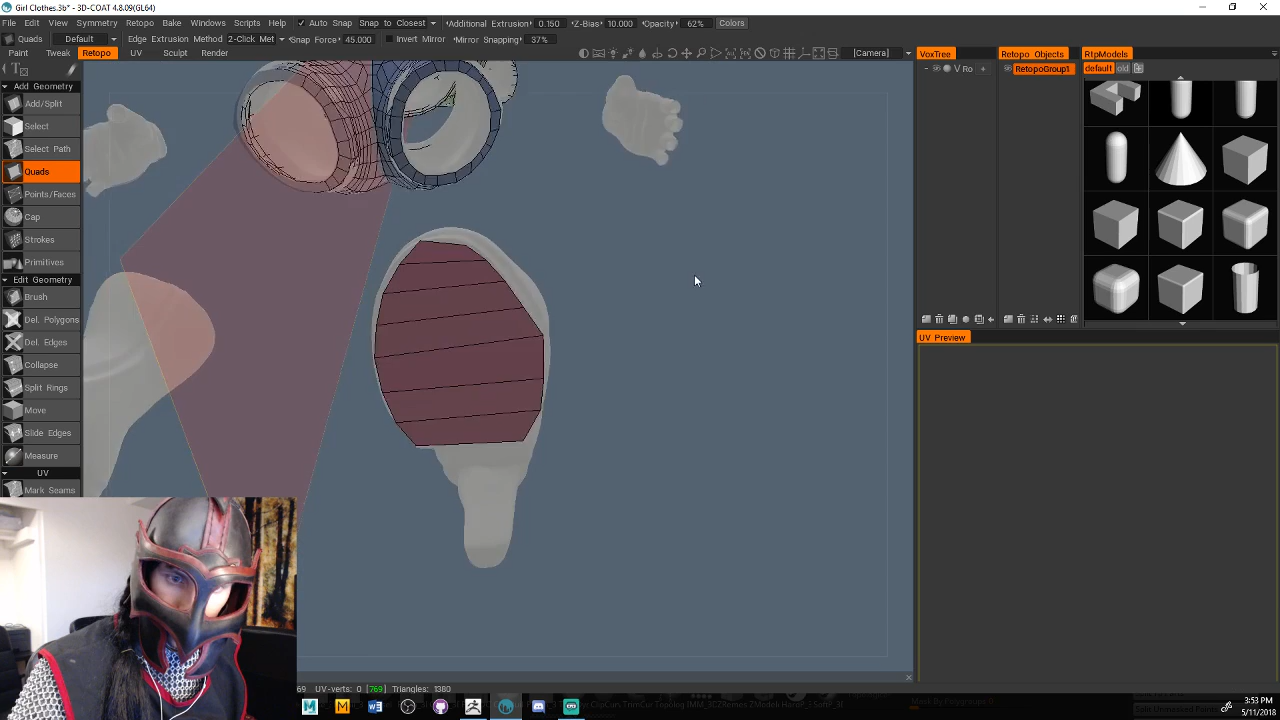 Girl Clothes.3b* - 3D-COAT 4.8.09(GL64)
File Edit View Symmetry Retopo Bake Windows Scripts Help Auto Snap Snap to Closest Additional Extrusion 0.150 Z-Bias 10.000 Opacity 62% Colors
Quads Default Edge Extrusion Method 2-Click Met Snap Force 45.000 Invert Mirror Mirror Snapping 37%
Paint Tweak Retopo UV Sculpt Render [Camera] VoxTree Retopo Objects RtpModels
V Ro + RetopoGroup1 default old
Add Geometry
Add/Split
Select
Select Path
Quads
Points/Faces
Cap
Strokes
Primitives
Edit Geometry
Brush
Del. Polygons
Del. Edges
Collapse
Split Rings
Move
Slide Edges
Measure
UV
Mark Seams
UV Preview
69 UV-verts: 0 [769] Triangles: 1380
3:53 PM
5/11/2018